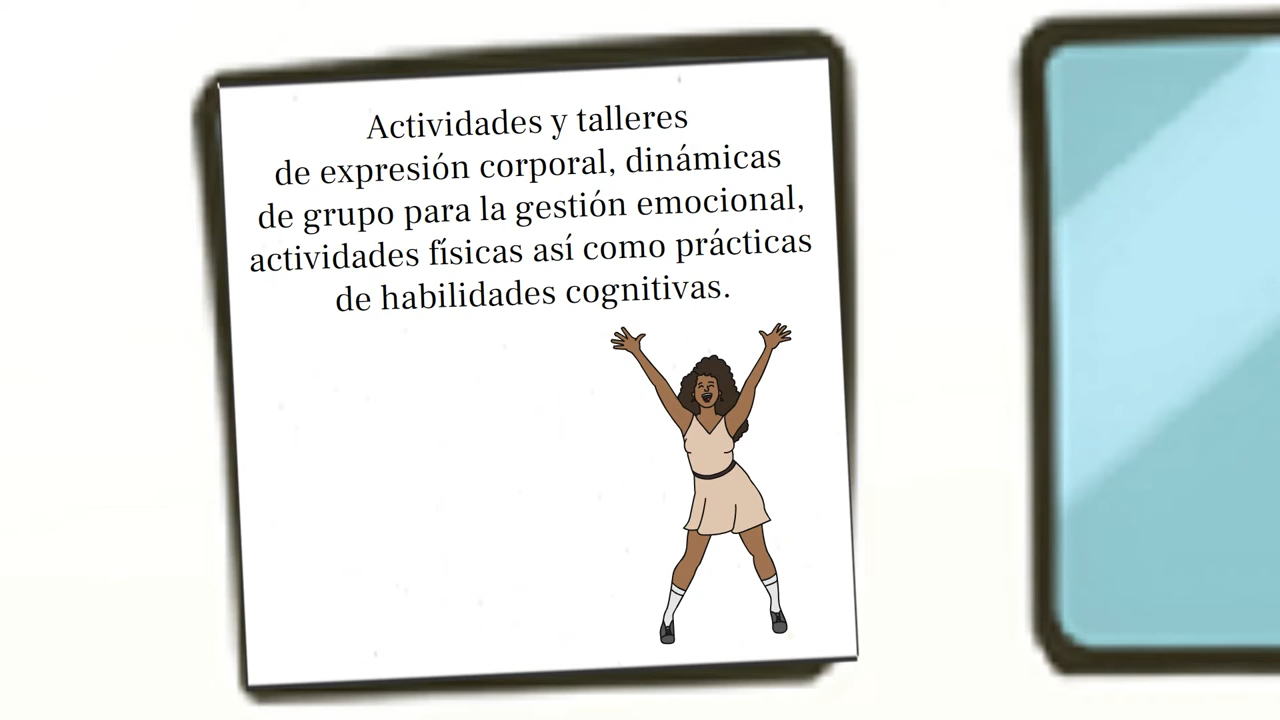 Actividades y talleres
de expresión corporal, dinámicas
de grupo para la gestión emocional,
actividades físicas así como prácticas
de habilidades cognitivas.